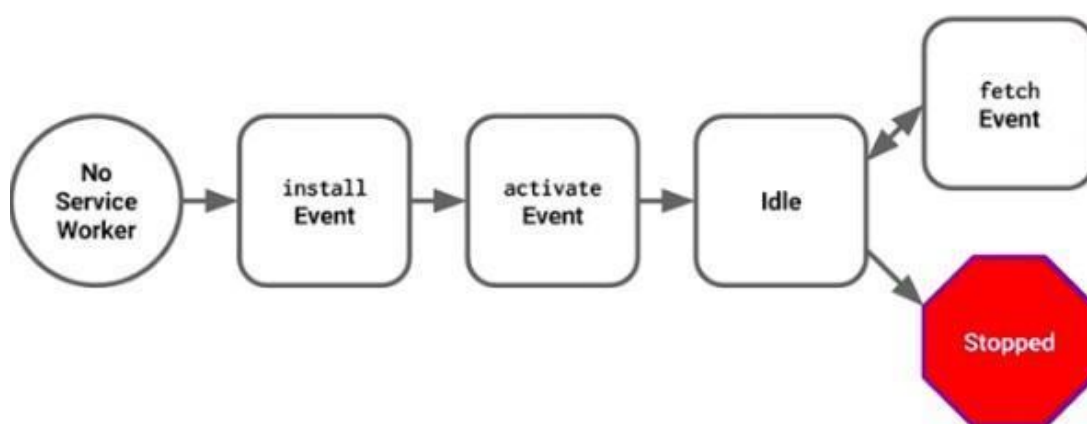 No
Service
Worker
install
Event
activate
Event
Idle
fetch
Event
Stopped